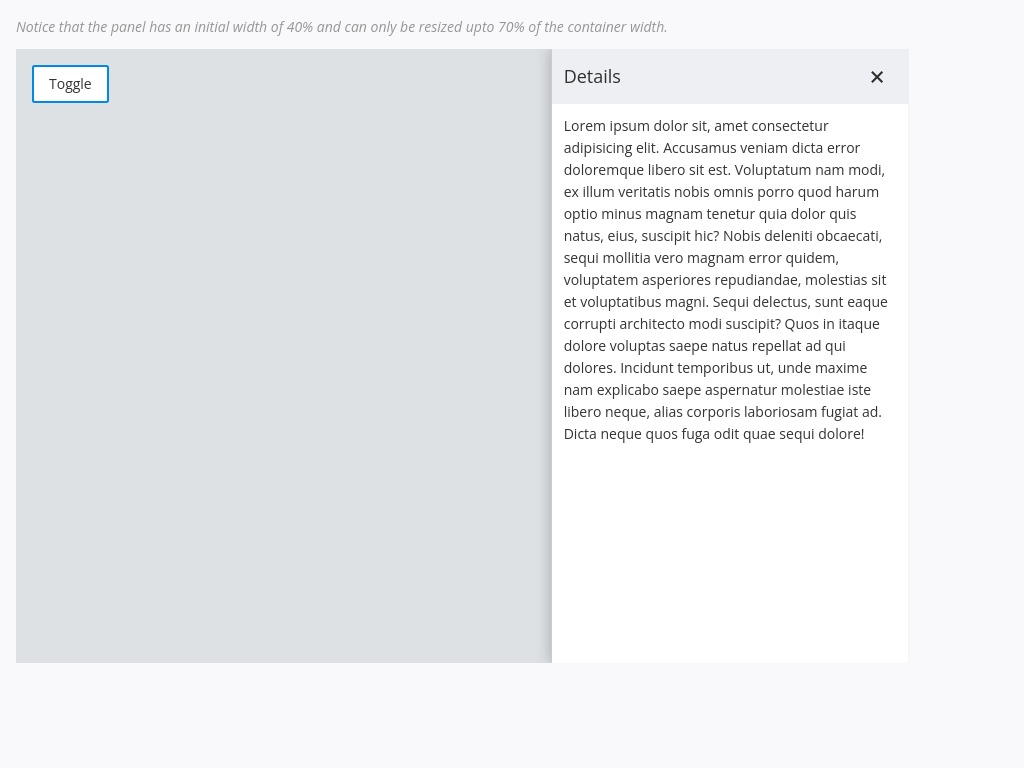 Notice that the panel has an initial width of 40% and can only be resized upto 70% of the container width.
Toggle
Details
Lorem ipsum dolor sit, amet consectetur
adipisicing elit. Accusamus veniam dicta error
doloremque libero sit est. Voluptatum nam modi,
ex illum veritatis nobis omnis porro quod harum
optio minus magnam tenetur quia dolor quis
natus, eius, suscipit hic? Nobis deleniti obcaecati,
sequi mollitia vero magnam error quidem,
voluptatem asperiores repudiandae, molestias sit
et voluptatibus magni. Sequi delectus, sunt eaque
corrupti architecto modi suscipit? Quos in itaque
dolore voluptas saepe natus repellat ad qui
dolores. Incidunt temporibus ut, unde maxime
nam explicabo saepe aspernatur molestiae iste
libero neque, alias corporis laboriosam fugiat ad.
Dicta neque quos fuga odit quae sequi dolore!